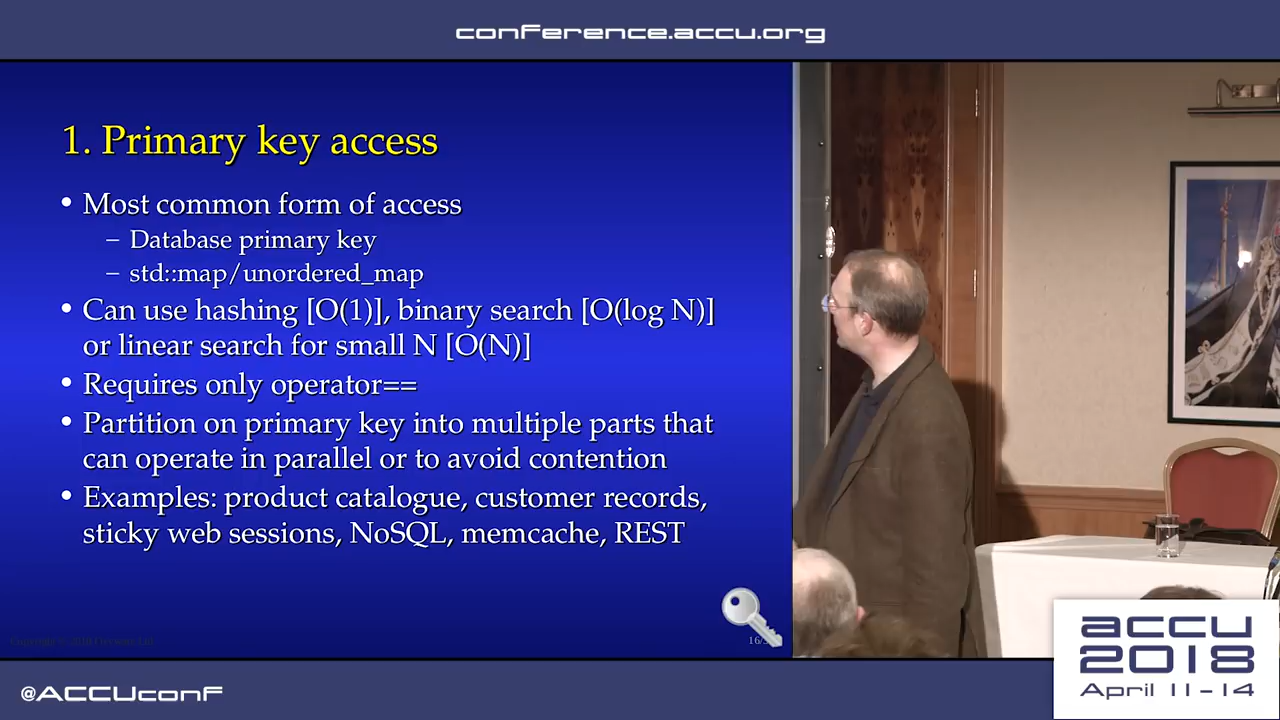 conference.accu.org
1. Primary key access
• Most common form of access
– Database primary key
– std::map/unordered_map
• Can use hashing [O(1)], binary search [O(log N)]
or linear search for small N [O(N)]
• Requires only operator==
• Partition on primary key into multiple parts that
can operate in parallel or to avoid contention
• Examples: product catalogue, customer records,
sticky web sessions, NoSQL, memcache, REST
accu
2018
April 11-14
@ACCUconf